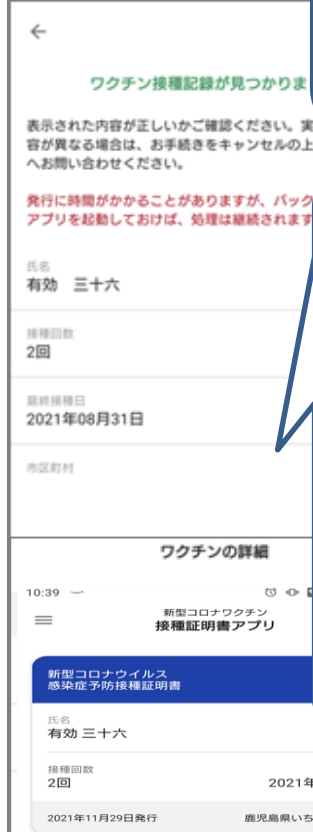 ワクチン接種記録が見つかりま
表示された内容が正しいかご確認ください。実
容が異なる場合は、お手続きをキャンセルの上
へお問い合わせください。
発行に時間がかかることがありますが、バック
アプリを起動しておけば、処理は継続されます
氏名
有効 三十六
接種回数
2回
最終接種日
2021年08月31日
市区町村
ワクチンの詳細
10:39
新型コロナワクチン
接種証明書アプリ
新型コロナウイルス
感染症予防接種証明書
氏名
有効 三十六
接種回数
2回
2021年
2021年11月29日発行
鹿児島県いち